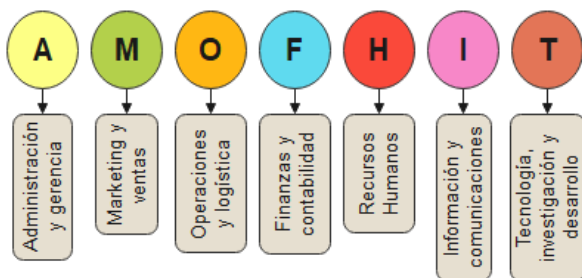 A M O F H I T
Administración
y gerencia
Marketing y
ventas
Operaciones
y logística
Finanzas y
contabilidad
Recursos
Humanos
Información y
comunicaciones
Tecnología,
investigación y
desarrollo